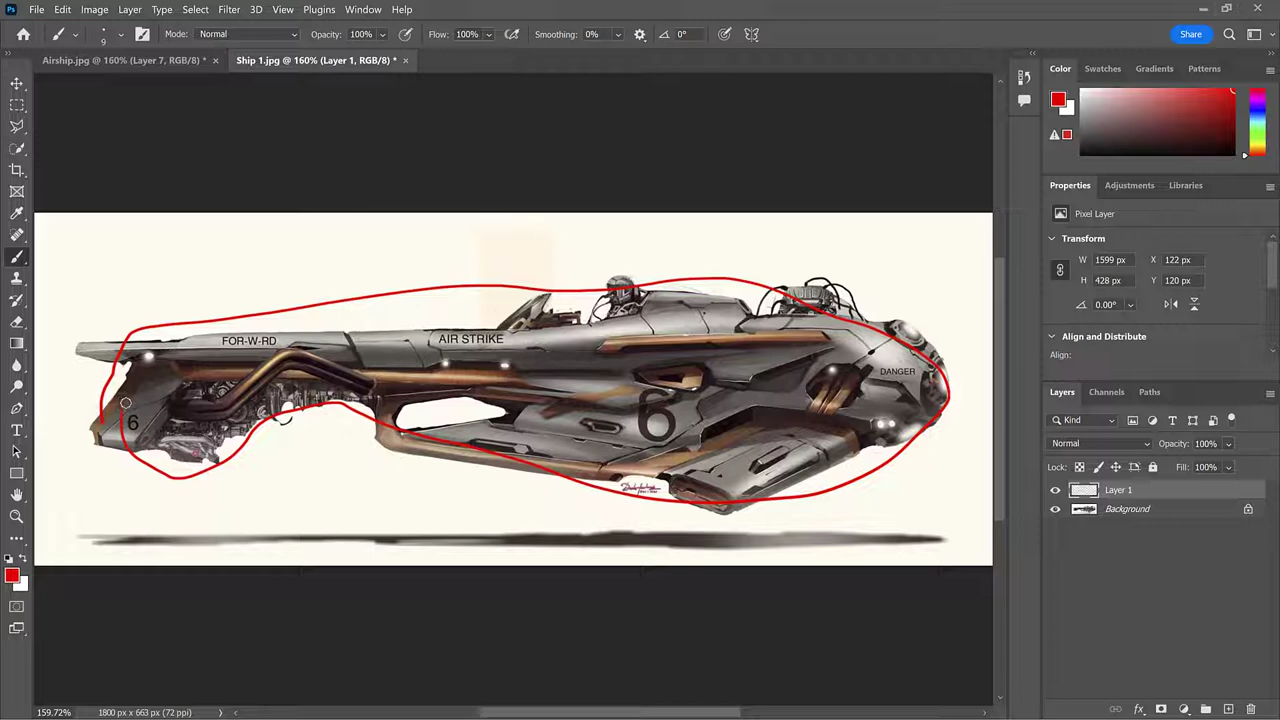 Ps File Edit Image Layer Type Select Filter 3D View Plugins Window Help
9 Mode: Normal Opacity: 100% Flow: 100% Smoothing: 0% 0° Share
Airship.jpg @ 160% (Layer 7, RGB/8) * × Ship 1.jpg @ 160% (Layer 1, RGB/8) * ×
Color Swatches Gradients Patterns
Properties Adjustments Libraries
Pixel Layer
Transform
W 1599 px X 122 px
H 428 px Y 120 px
0.00°
Align and Distribute
Align:
FOR-W-RD
AIR STRIKE
DANGER
6
6
Layers Channels Paths
Kind
Normal Opacity: 100%
Lock: Fill: 100%
Layer 1
Background
fx
159.72% 1800 px x 663 px (72 ppi)